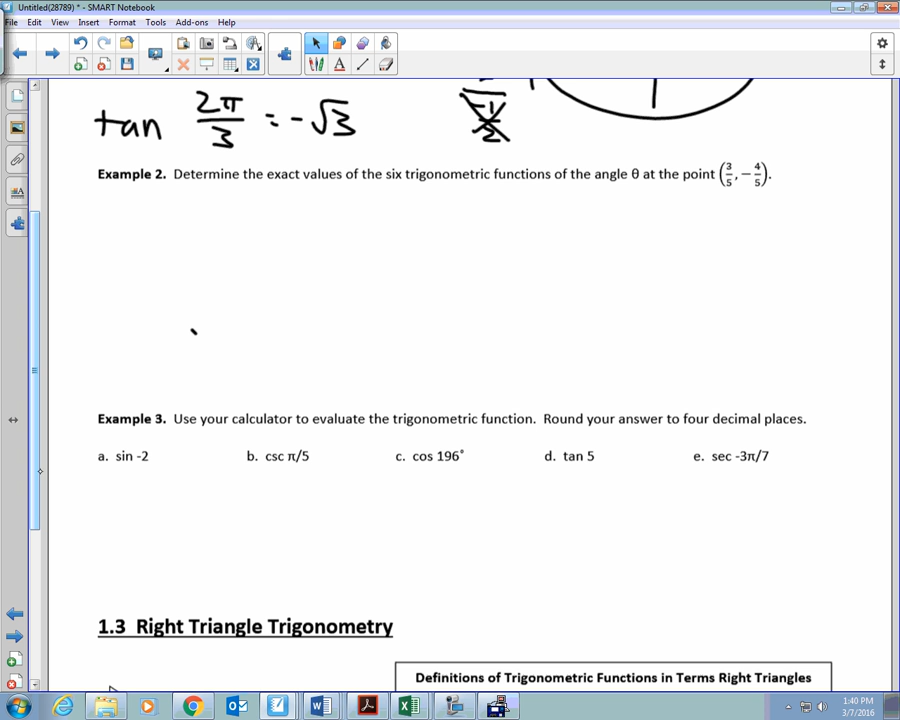 Untitled(28789) * - SMART Notebook
File Edit View Insert Format Tools Add-ons Help
tan 2π/3 = -√3
-1/2
Example 2. Determine the exact values of the six trigonometric functions of the angle θ at the point (3/5, −4/5).
Example 3. Use your calculator to evaluate the trigonometric function. Round your answer to four decimal places.
a. sin -2 b. csc π/5 c. cos 196° d. tan 5 e. sec -3π/7
1.3 Right Triangle Trigonometry
Definitions of Trigonometric Functions in Terms Right Triangles
1:40 PM
3/7/2016